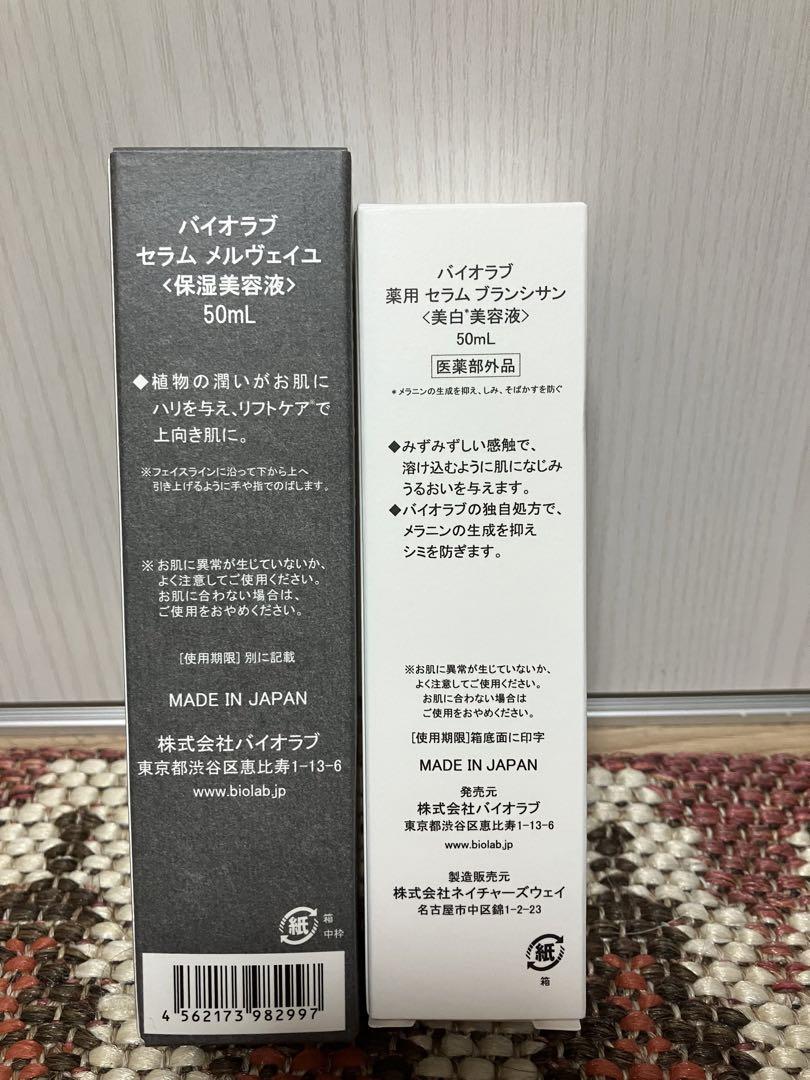 バイオラブ
セラム メルヴェイユ
<保湿美容液>
50mL
◆植物の潤いがお肌に
ハリを与え、リフトケア※で
上向き肌に。
※フェイスラインに沿って下から上へ
引き上げるように手や指でのばします。
※お肌に異常が生じていないか、
よく注意してご使用ください。
お肌に合わない場合は、
ご使用をおやめください。
[使用期限] 別に記載
MADE IN JAPAN
株式会社バイオラブ
東京都渋谷区恵比寿1-13-6
www.biolab.jp
紙
箱
中枠
4 562173 982997
バイオラブ
薬用 セラム ブランシサン
<美白*美容液>
50mL
医薬部外品
*メラニンの生成を抑え、しみ、そばかすを防ぐ
◆みずみずしい感触で、
溶け込むように肌になじみ
うるおいを与えます。
◆バイオラブの独自処方で、
メラニンの生成を抑え
シミを防ぎます。
※お肌に異常が生じていないか、
よく注意してご使用ください。
お肌に合わない場合は
ご使用をおやめください。
[使用期限]箱底面に印字
MADE IN JAPAN
発売元
株式会社バイオラブ
東京都渋谷区恵比寿1-13-6
www.biolab.jp
製造販売元
株式会社ネイチャーズウェイ
名古屋市中区錦1-2-23
紙
箱